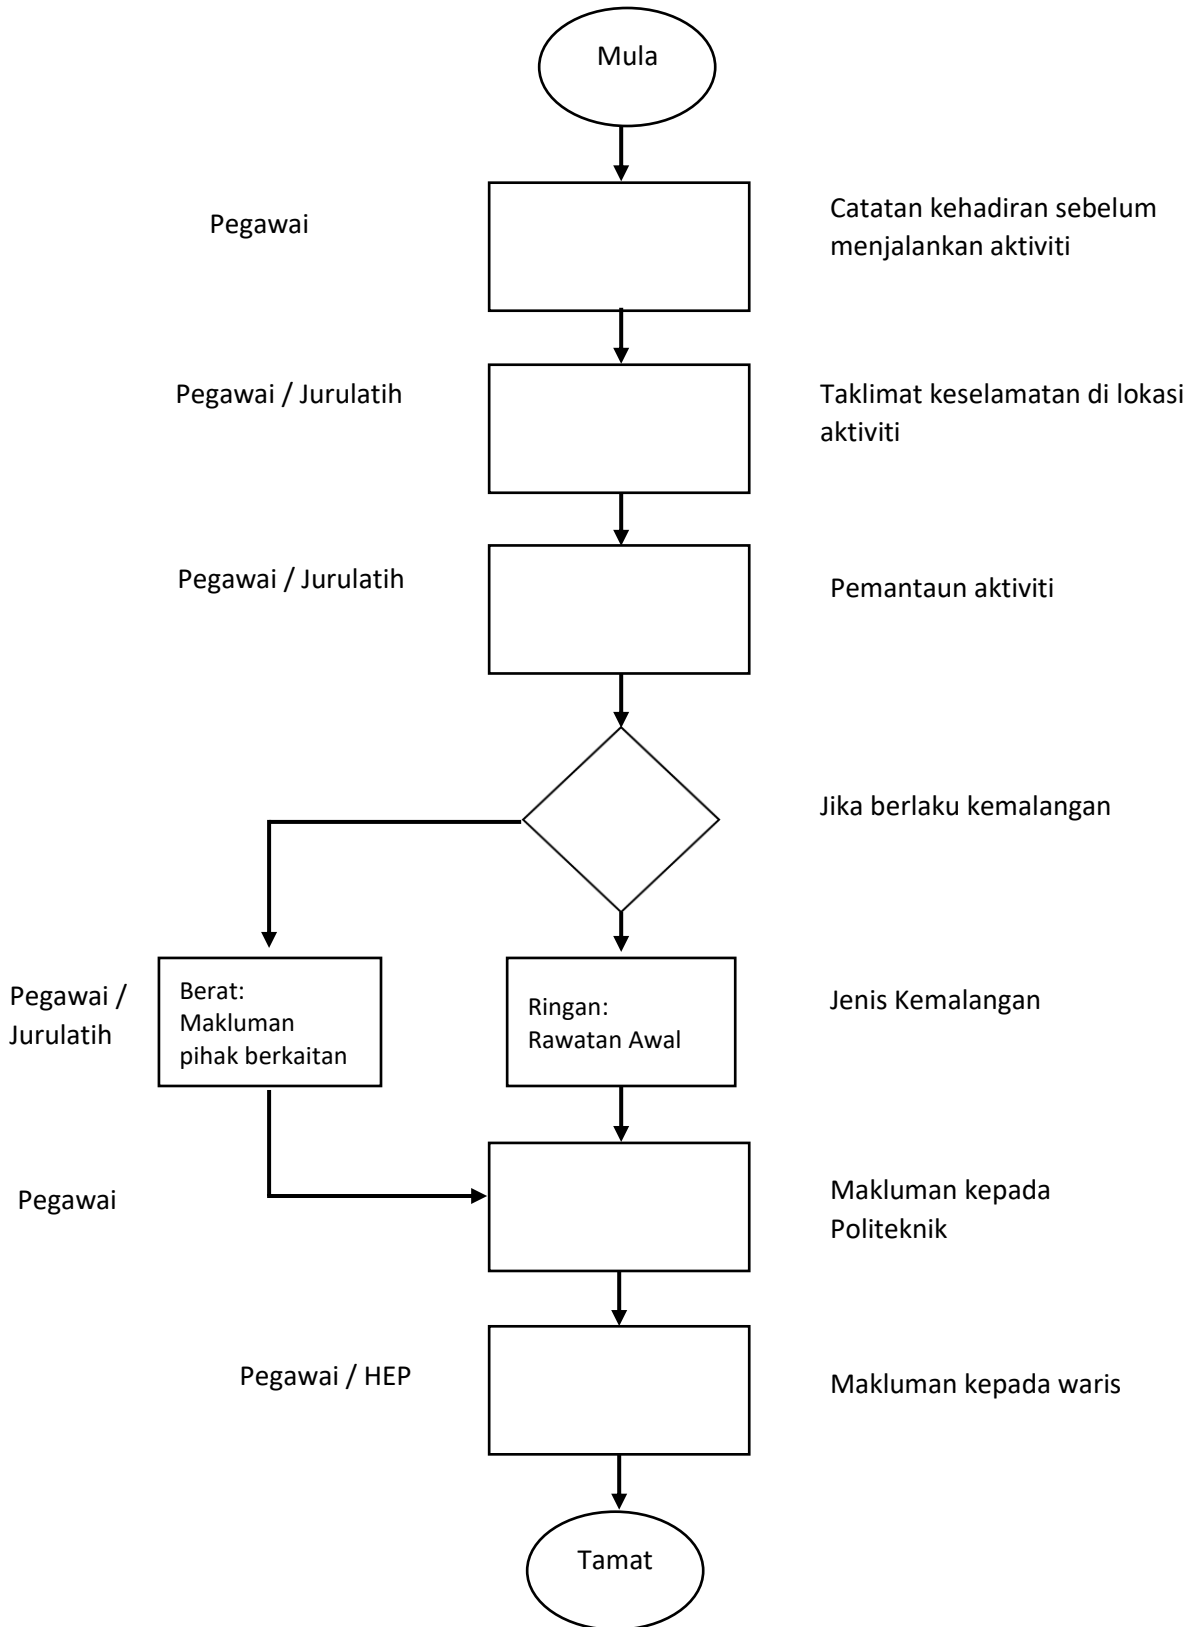 Mula
Pegawai
Catatan kehadiran sebelum
menjalankan aktiviti
Pegawai / Jurulatih
Taklimat keselamatan di lokasi
aktiviti
Pegawai / Jurulatih
Pemantaun aktiviti
Jika berlaku kemalangan
Pegawai /
Jurulatih
Berat:
Makluman
pihak berkaitan
Ringan:
Rawatan Awal
Jenis Kemalangan
Pegawai
Makluman kepada
Politeknik
Pegawai / HEP
Makluman kepada waris
Tamat